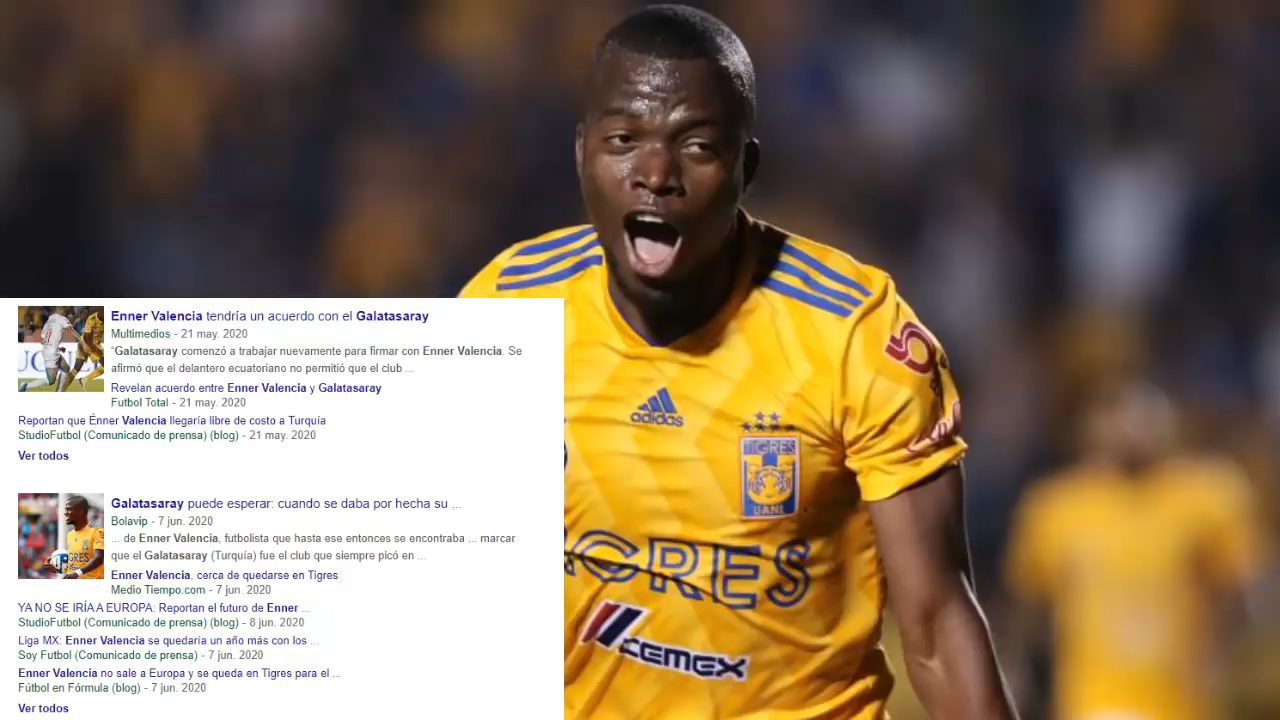 Enner Valencia tendría un acuerdo con el Galatasaray
Multimedios - 21 may. 2020
"Galatasaray comenzó a trabajar nuevamente para firmar con Enner Valencia. Se
afirmó que el delantero ecuatoriano no permitió que el club ...
Revelan acuerdo entre Enner Valencia y Galatasaray
Futbol Total - 21 may. 2020
Reportan que Énner Valencia llegaría libre de costo a Turquía
StudioFutbol (Comunicado de prensa) (blog) - 21 may. 2020
Ver todos
Galatasaray puede esperar: cuando se daba por hecha su ...
Bolavip - 7 jun. 2020
... de Enner Valencia, futbolista que hasta ese entonces se encontraba ... marcar
que el Galatasaray (Turquía) fue el club que siempre picó en ...
Enner Valencia, cerca de quedarse en Tigres
Medio Tiempo.com - 7 jun. 2020
YA NO SE IRÍA A EUROPA: Reportan el futuro de Enner ...
StudioFutbol (Comunicado de prensa) (blog) - 8 jun. 2020
Liga MX: Enner Valencia se quedaría un año más con los ...
Soy Futbol (Comunicado de prensa) - 7 jun. 2020
Enner Valencia no sale a Europa y se queda en Tigres para el ...
Fútbol en Fórmula (blog) - 7 jun. 2020
Ver todos
adidas
TIGRES
UANL
TIGRES
CEMEX